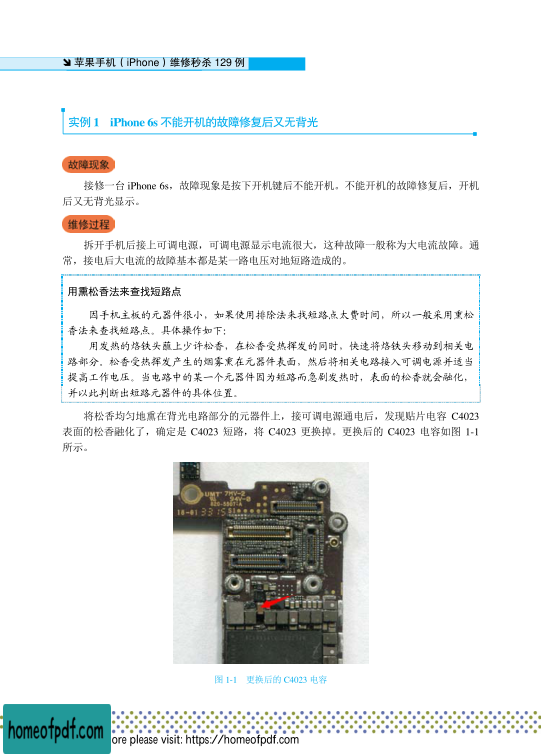 苹果手机（iPhone）维修秒杀 129 例
实例 1 iPhone 6s 不能开机的故障修复后又无背光
故障现象
接修一台 iPhone 6s，故障现象是按下开机键后不能开机。不能开机的故障修复后，开机
后又无背光显示。
维修过程
拆开手机后接上可调电源，可调电源显示电流很大，这种故障一般称为大电流故障。通
常，接电后大电流的故障基本都是某一路电压对地短路造成的。
用熏松香法来查找短路点
因手机主板的元器件很小，如果使用排除法来找短路点太费时间，所以一般采用熏松
香法来查找短路点。具体操作如下：
用发热的烙铁头蘸上少许松香，在松香受热挥发的同时，快速将烙铁头移动到相关电
路部分。松香受热挥发产生的烟雾熏在元器件表面，然后将相关电路接入可调电源并适当
提高工作电压。当电路中的某一个元器件因为短路而急剧发热时，表面的松香就会融化，
并以此判断出短路元器件的具体位置。
将松香均匀地熏在背光电路部分的元器件上，接可调电源通电后，发现贴片电容 C4023
表面的松香融化了，确定是 C4023 短路，将 C4023 更换掉。更换后的 C4023 电容如图 1-1
所示。
UMT 7MV-2
94V-0
图 1-1 更换后的 C4023 电容
homeofpdf.com
ore please visit: https://homeofpdf.com